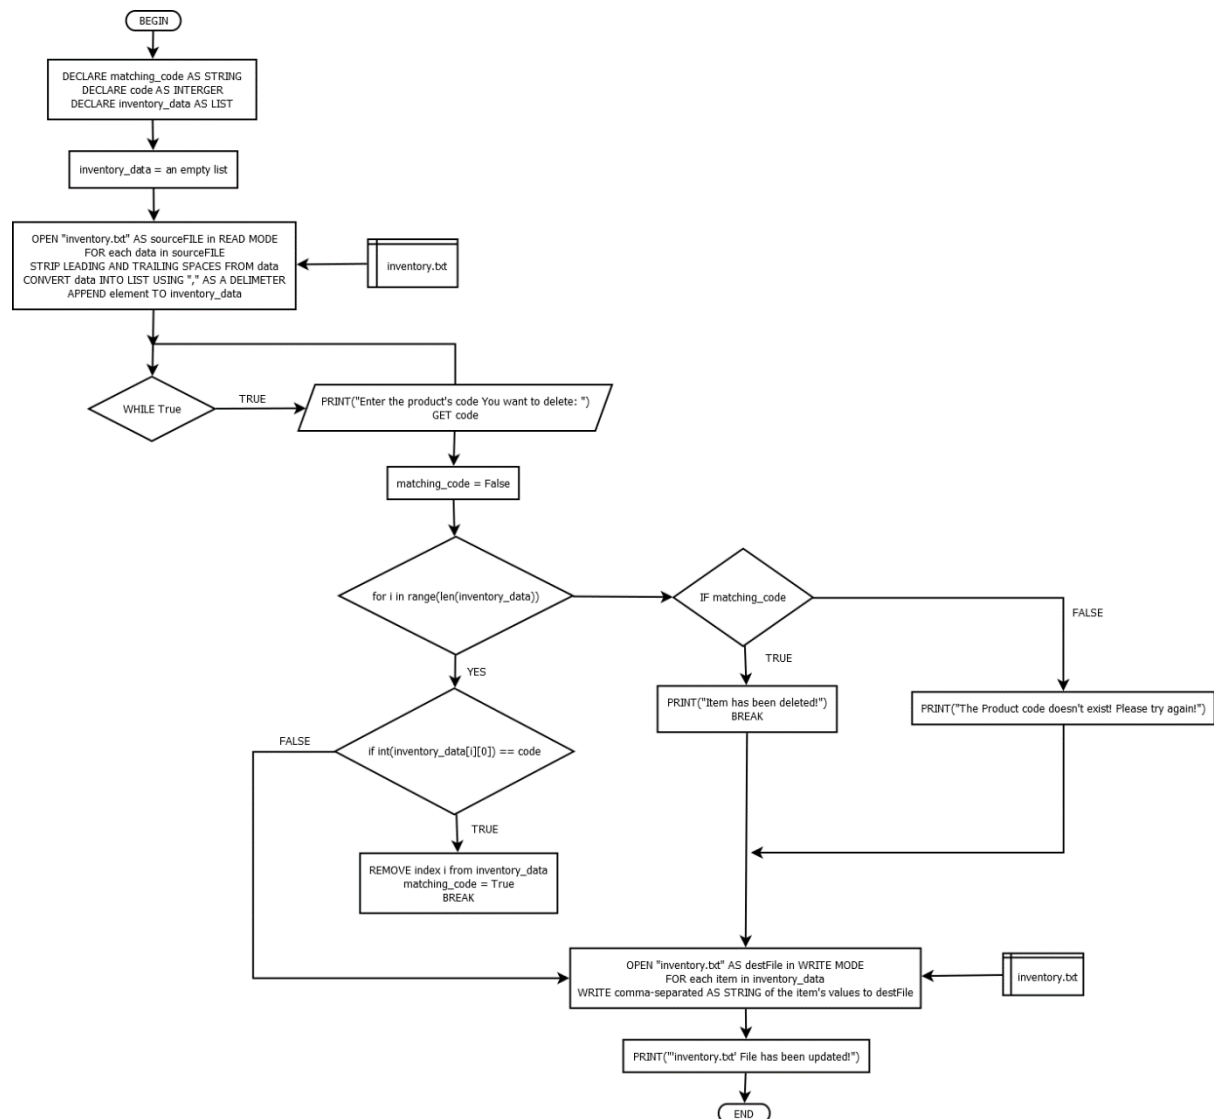 BEGIN
DECLARE matching_code AS STRING
DECLARE code AS INTERGER
DECLARE inventory_data AS LIST
inventory_data = an empty list
OPEN "inventory.txt" AS sourceFILE in READ MODE
FOR each data in sourceFILE
STRIP LEADING AND TRAILING SPACES FROM data
CONVERT data INTO LIST USING "," AS A DELIMETER
APPEND element TO inventory_data
inventory.txt
WHILE True
TRUE
PRINT("Enter the product's code You want to delete: ")
GET code
matching_code = False
for i in range(len(inventory_data))
IF matching_code
FALSE
YES
TRUE
PRINT("Item has been deleted!")
BREAK
PRINT("The Product code doesn't exist! Please try again!")
FALSE
if int(inventory_data[i][0]) == code
TRUE
REMOVE index i from inventory_data
matching_code = True
BREAK
OPEN "inventory.txt" AS destFile in WRITE MODE
FOR each item in inventory_data
WRITE comma-separated AS STRING of the item's values to destFile
inventory.txt
PRINT("'inventory.txt' File has been updated!")
END